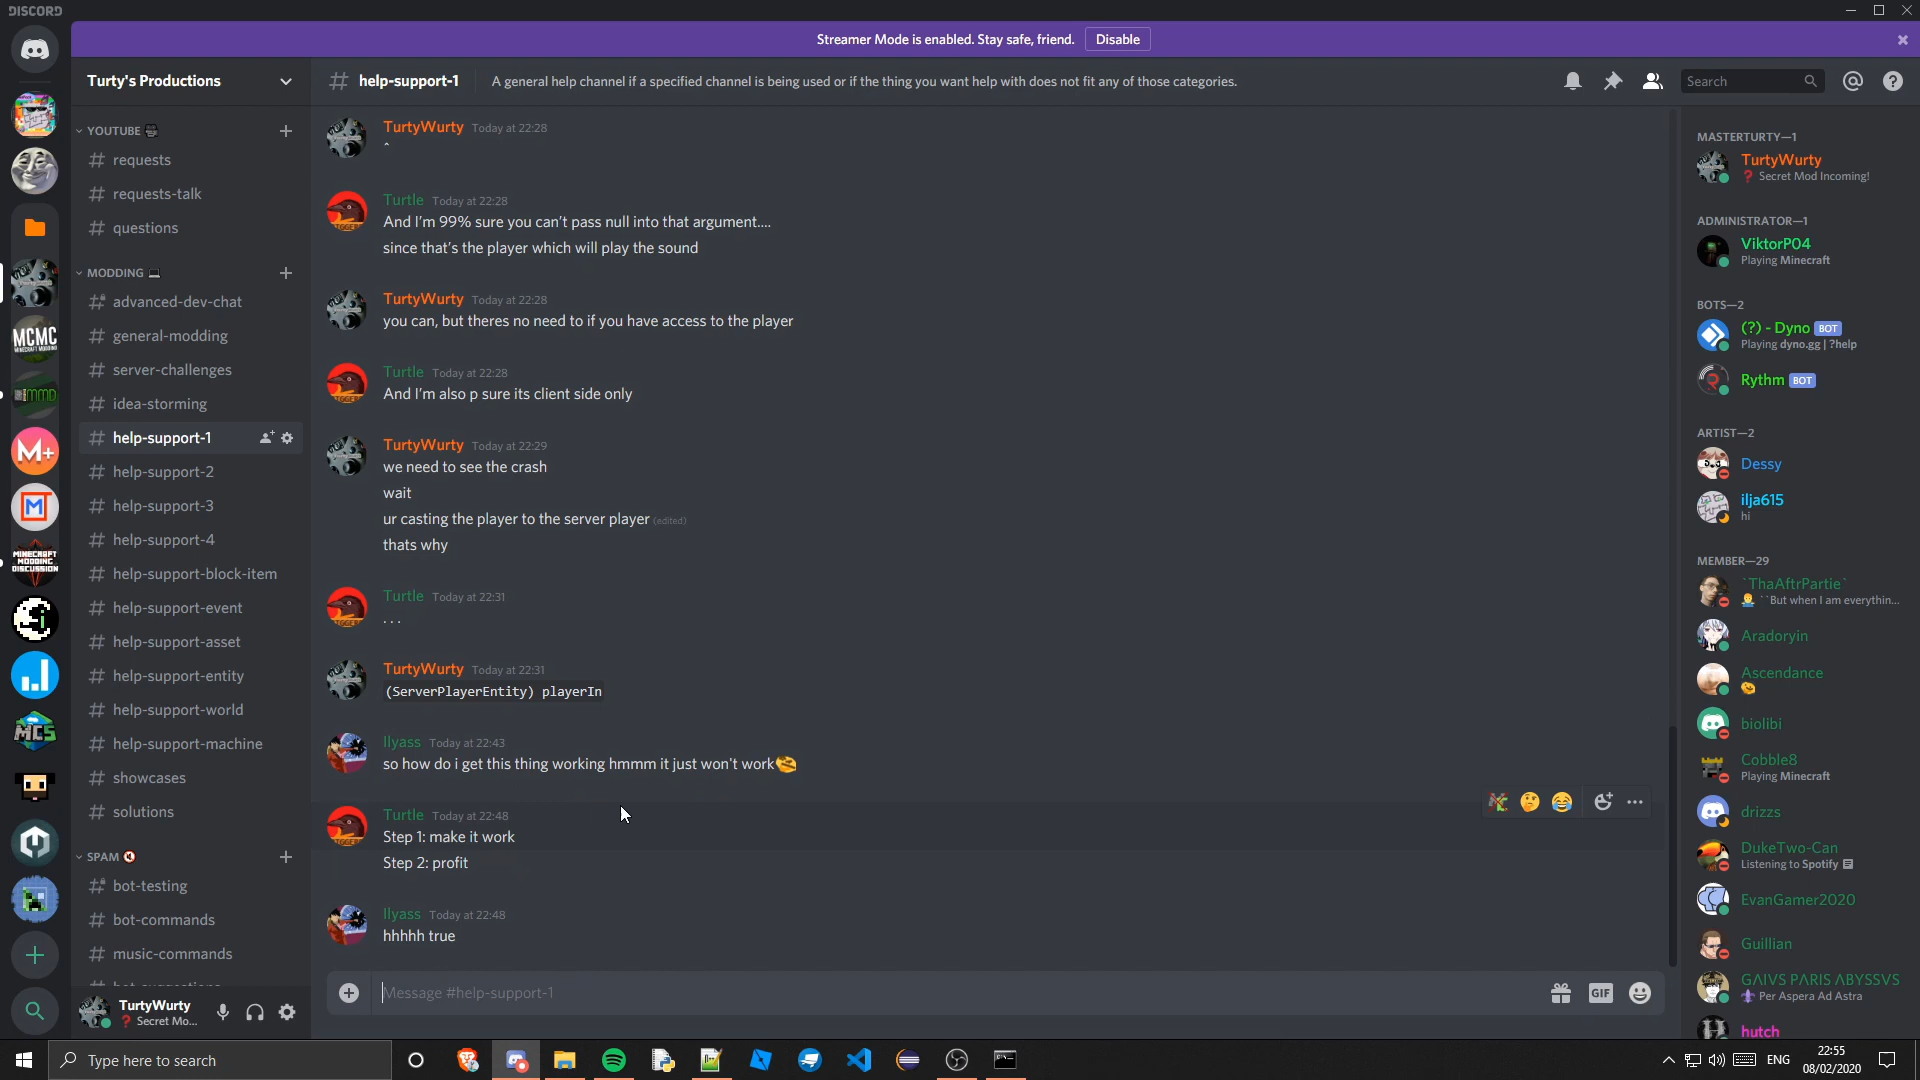 DISCORD
Streamer Mode is enabled. Stay safe, friend.
Disable
Turty's Productions
YOUTUBE
requests
requests-talk
questions
MODDING
advanced-dev-chat
general-modding
server-challenges
idea-storming
help-support-1
help-support-2
help-support-3
help-support-4
help-support-block-item
help-support-event
help-support-asset
help-support-entity
help-support-world
help-support-machine
showcases
solutions
SPAM
bot-testing
bot-commands
music-commands
TurtyWurty
Secret Mo...
MCMC
MMD
M+
MINECRAFT
MODDING
DISCUSSION
MCS
help-support-1
A general help channel if a specified channel is being used or if the thing you want help with does not fit any of those categories.
Search
TurtyWurty Today at 22:28
^
Turtle Today at 22:28
And I'm 99% sure you can't pass null into that argument....
since that's the player which will play the sound
TurtyWurty Today at 22:28
you can, but theres no need to if you have access to the player
Turtle Today at 22:28
And I'm also p sure its client side only
TurtyWurty Today at 22:29
we need to see the crash
wait
ur casting the player to the server player (edited)
thats why
Turtle Today at 22:31
...
TurtyWurty Today at 22:31
(ServerPlayerEntity) playerIn
Ilyass Today at 22:43
so how do i get this thing working hmmm it just won't work
Turtle Today at 22:48
Step 1: make it work
Step 2: profit
Ilyass Today at 22:48
hhhhh true
Message #help-support-1
GIF
MASTERTURTY—1
TurtyWurty
Secret Mod Incoming!
ADMINISTRATOR—1
ViktorP04
Playing Minecraft
BOTS—2
(?) - Dyno BOT
Playing dyno.gg | ?help
Rythm BOT
ARTIST—2
Dessy
ilja615
hi
MEMBER—29
`ThaAftrPartie`
``But when I am everythin...
Aradoryin
Ascendance
biolibi
Cobble8
Playing Minecraft
drizzs
DukeTwo-Can
Listening to Spotify
EvanGamer2020
Guillian
GΛIVS PΛRIS ΛBYSSVS
Per Aspera Ad Astra
hutch
Type here to search
ENG
22:55
08/02/2020